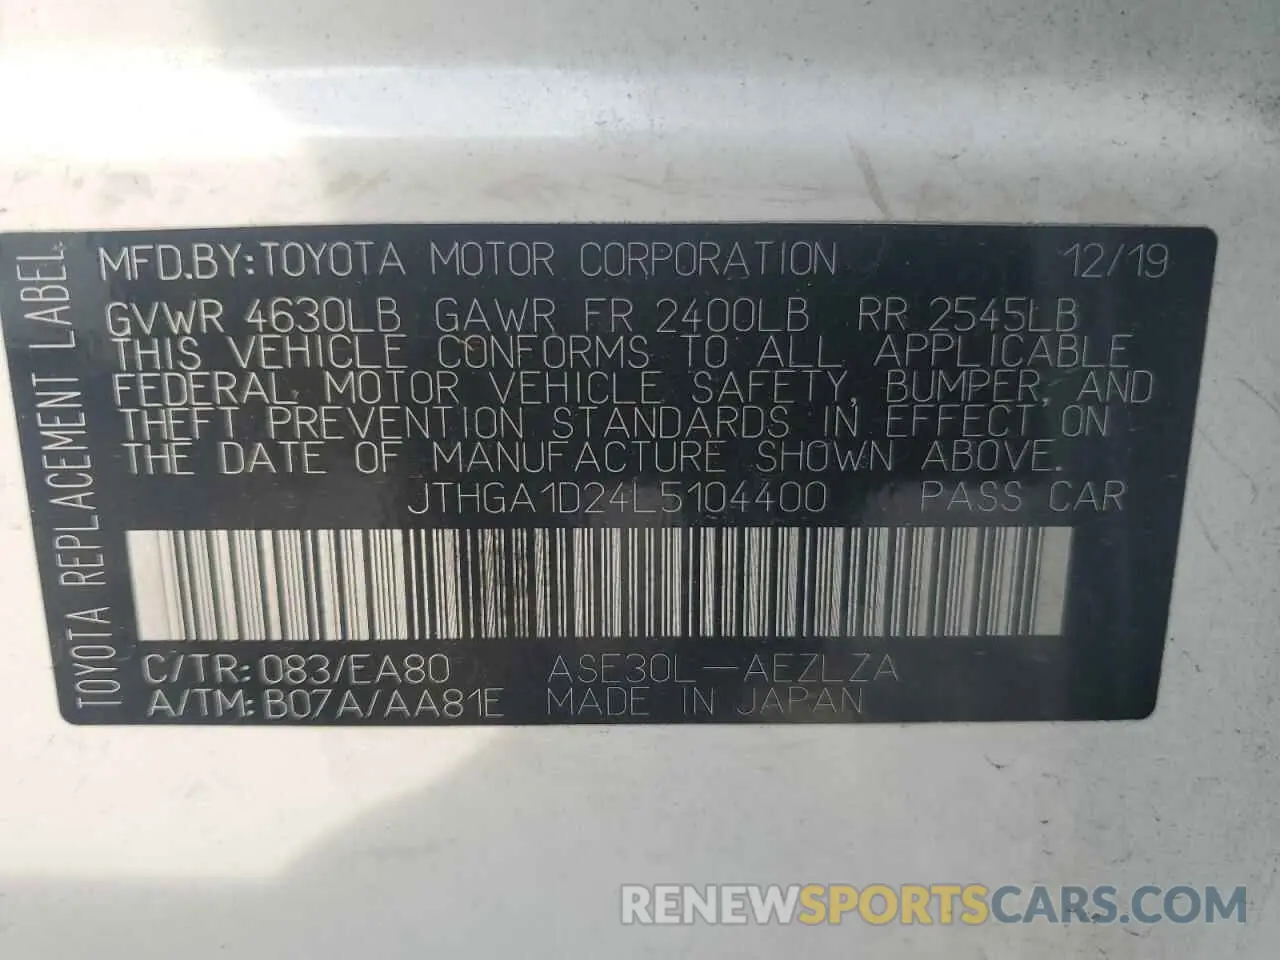 TOYOTA REPLACEMENT LABEL
MFD.BY:TOYOTA MOTOR CORPORATION 12/19
GVWR 4630LB GAWR FR 2400LB RR 2545LB
THIS VEHICLE CONFORMS TO ALL APPLICABLE
FEDERAL MOTOR VEHICLE SAFETY, BUMPER, AND
THEFT PREVENTION STANDARDS IN EFFECT ON
THE DATE OF MANUFACTURE SHOWN ABOVE.
JTHGA1D24L5104400 PASS CAR
C/TR: 083/EA80 ASE30L-AEZLZA
A/TM: B07A/AA81E MADE IN JAPAN
RENEWSPORTSCARS.COM